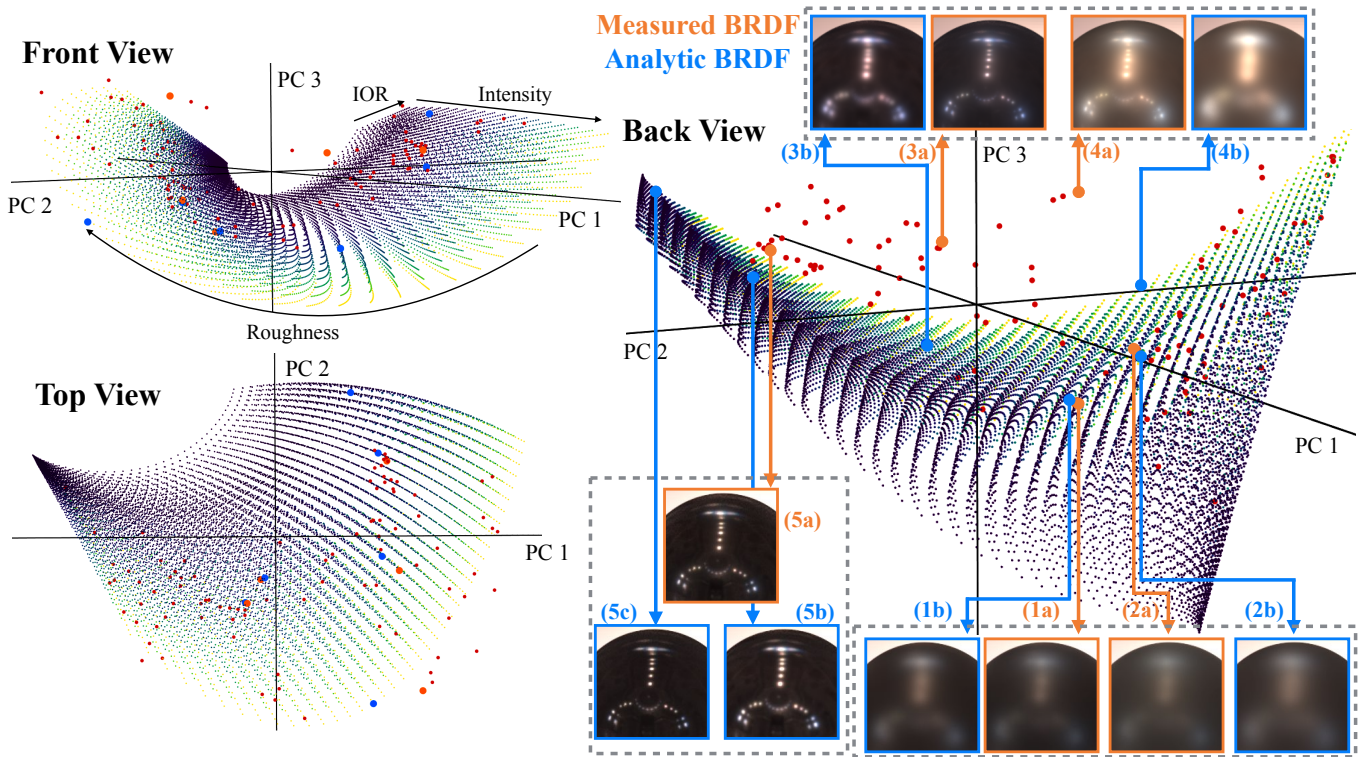 Front View
PC 3
IOR
Intensity
PC 2
PC 1
Roughness
Top View
PC 2
PC 1
Measured BRDF
Analytic BRDF
Back View
(3b)
(3a)
PC 3
(4a)
(4b)
PC 2
PC 1
(5a)
(5c)
(5b)
(1b)
(1a)
(2a)
(2b)